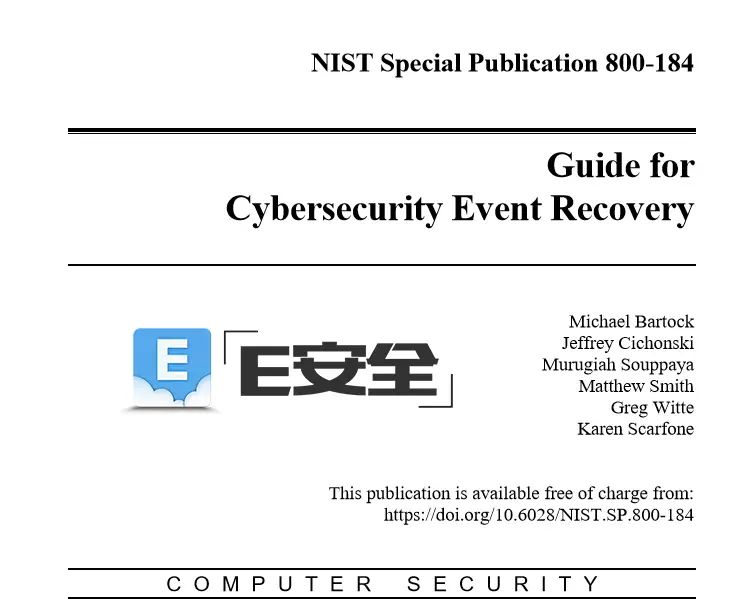 NIST Special Publication 800-184
Guide for
Cybersecurity Event Recovery
E
E安全
Michael Bartock
Jeffrey Cichonski
Murugiah Souppaya
Matthew Smith
Greg Witte
Karen Scarfone
This publication is available free of charge from:
https://doi.org/10.6028/NIST.SP.800-184
COMPUTER SECURITY